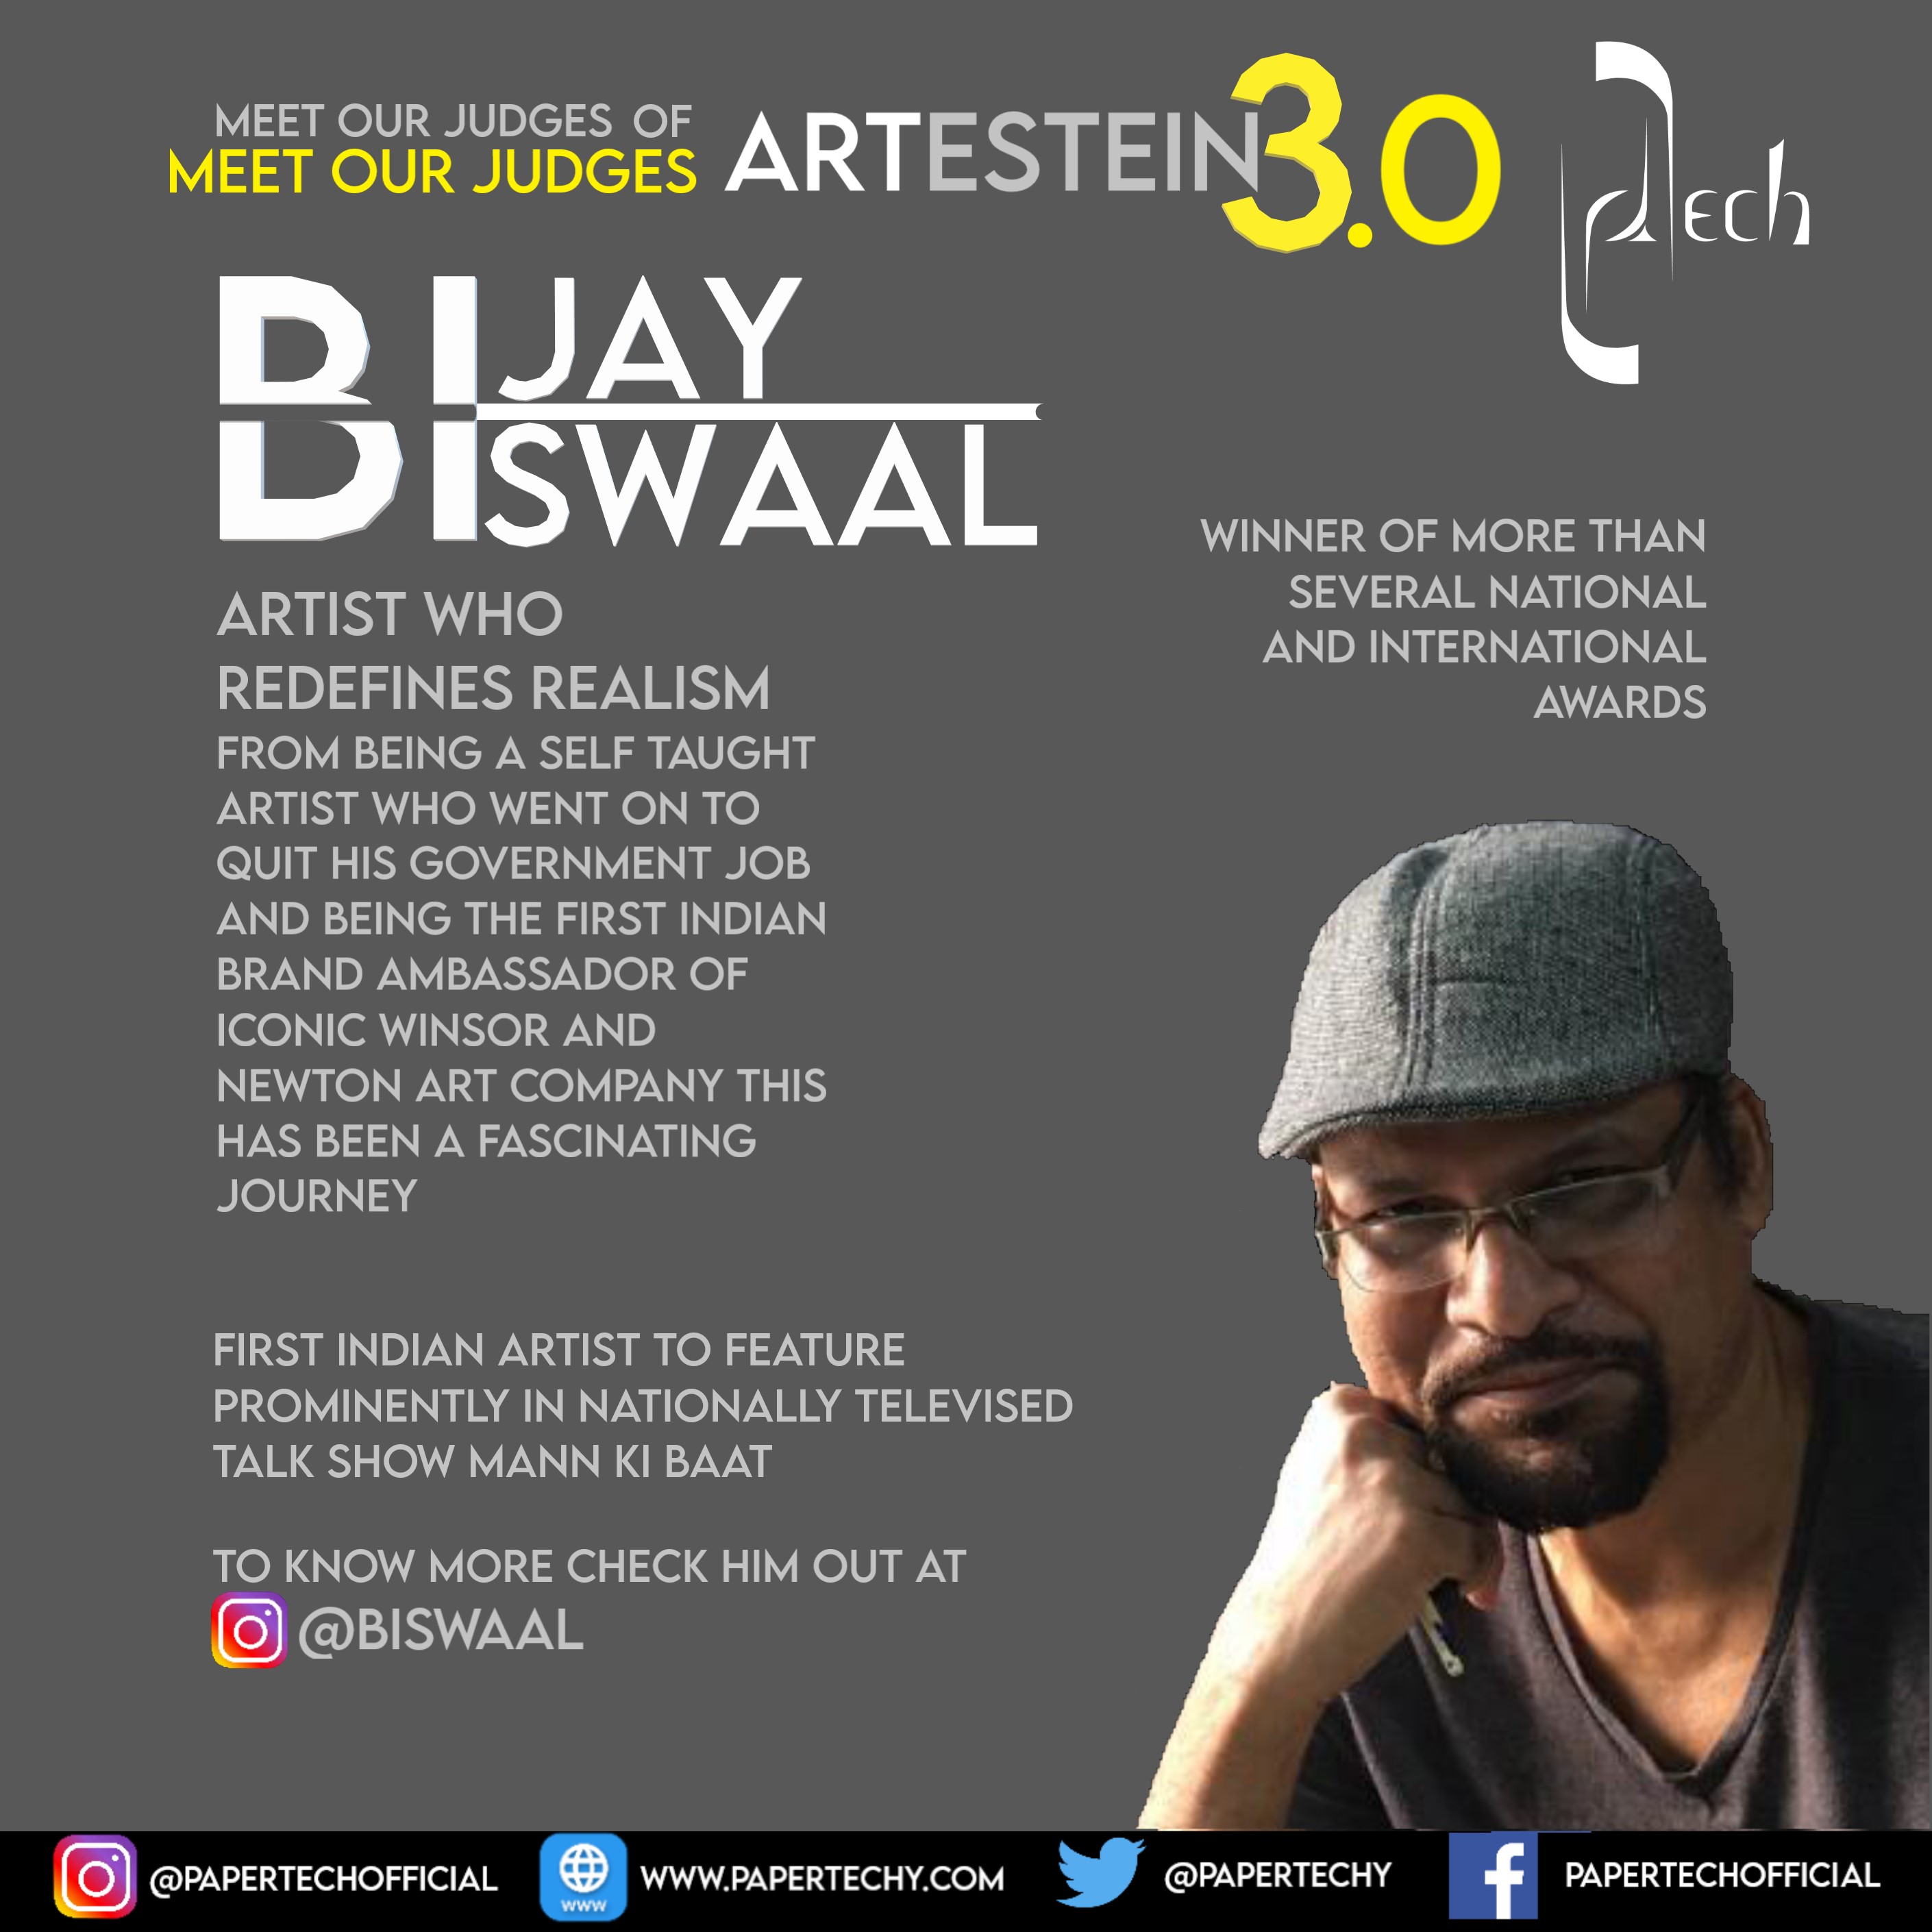 MEET OUR JUDGES OF
MEET OUR JUDGES
ARTESTEIN 3.0
BIJAY
BISWAAL
WINNER OF MORE THAN
SEVERAL NATIONAL
AND INTERNATIONAL
AWARDS
ARTIST WHO
REDEFINES REALISM
FROM BEING A SELF TAUGHT
ARTIST WHO WENT ON TO
QUIT HIS GOVERNMENT JOB
AND BEING THE FIRST INDIAN
BRAND AMBASSADOR OF
ICONIC WINSOR AND
NEWTON ART COMPANY THIS
HAS BEEN A FASCINATING
JOURNEY
FIRST INDIAN ARTIST TO FEATURE
PROMINENTLY IN NATIONALLY TELEVISED
TALK SHOW MANN KI BAAT
TO KNOW MORE CHECK HIM OUT AT
@BISWAAL
@PAPERTECHOFFICIAL
WWW
WWW.PAPERTECHY.COM
@PAPERTECHY
PAPERTECHOFFICIAL